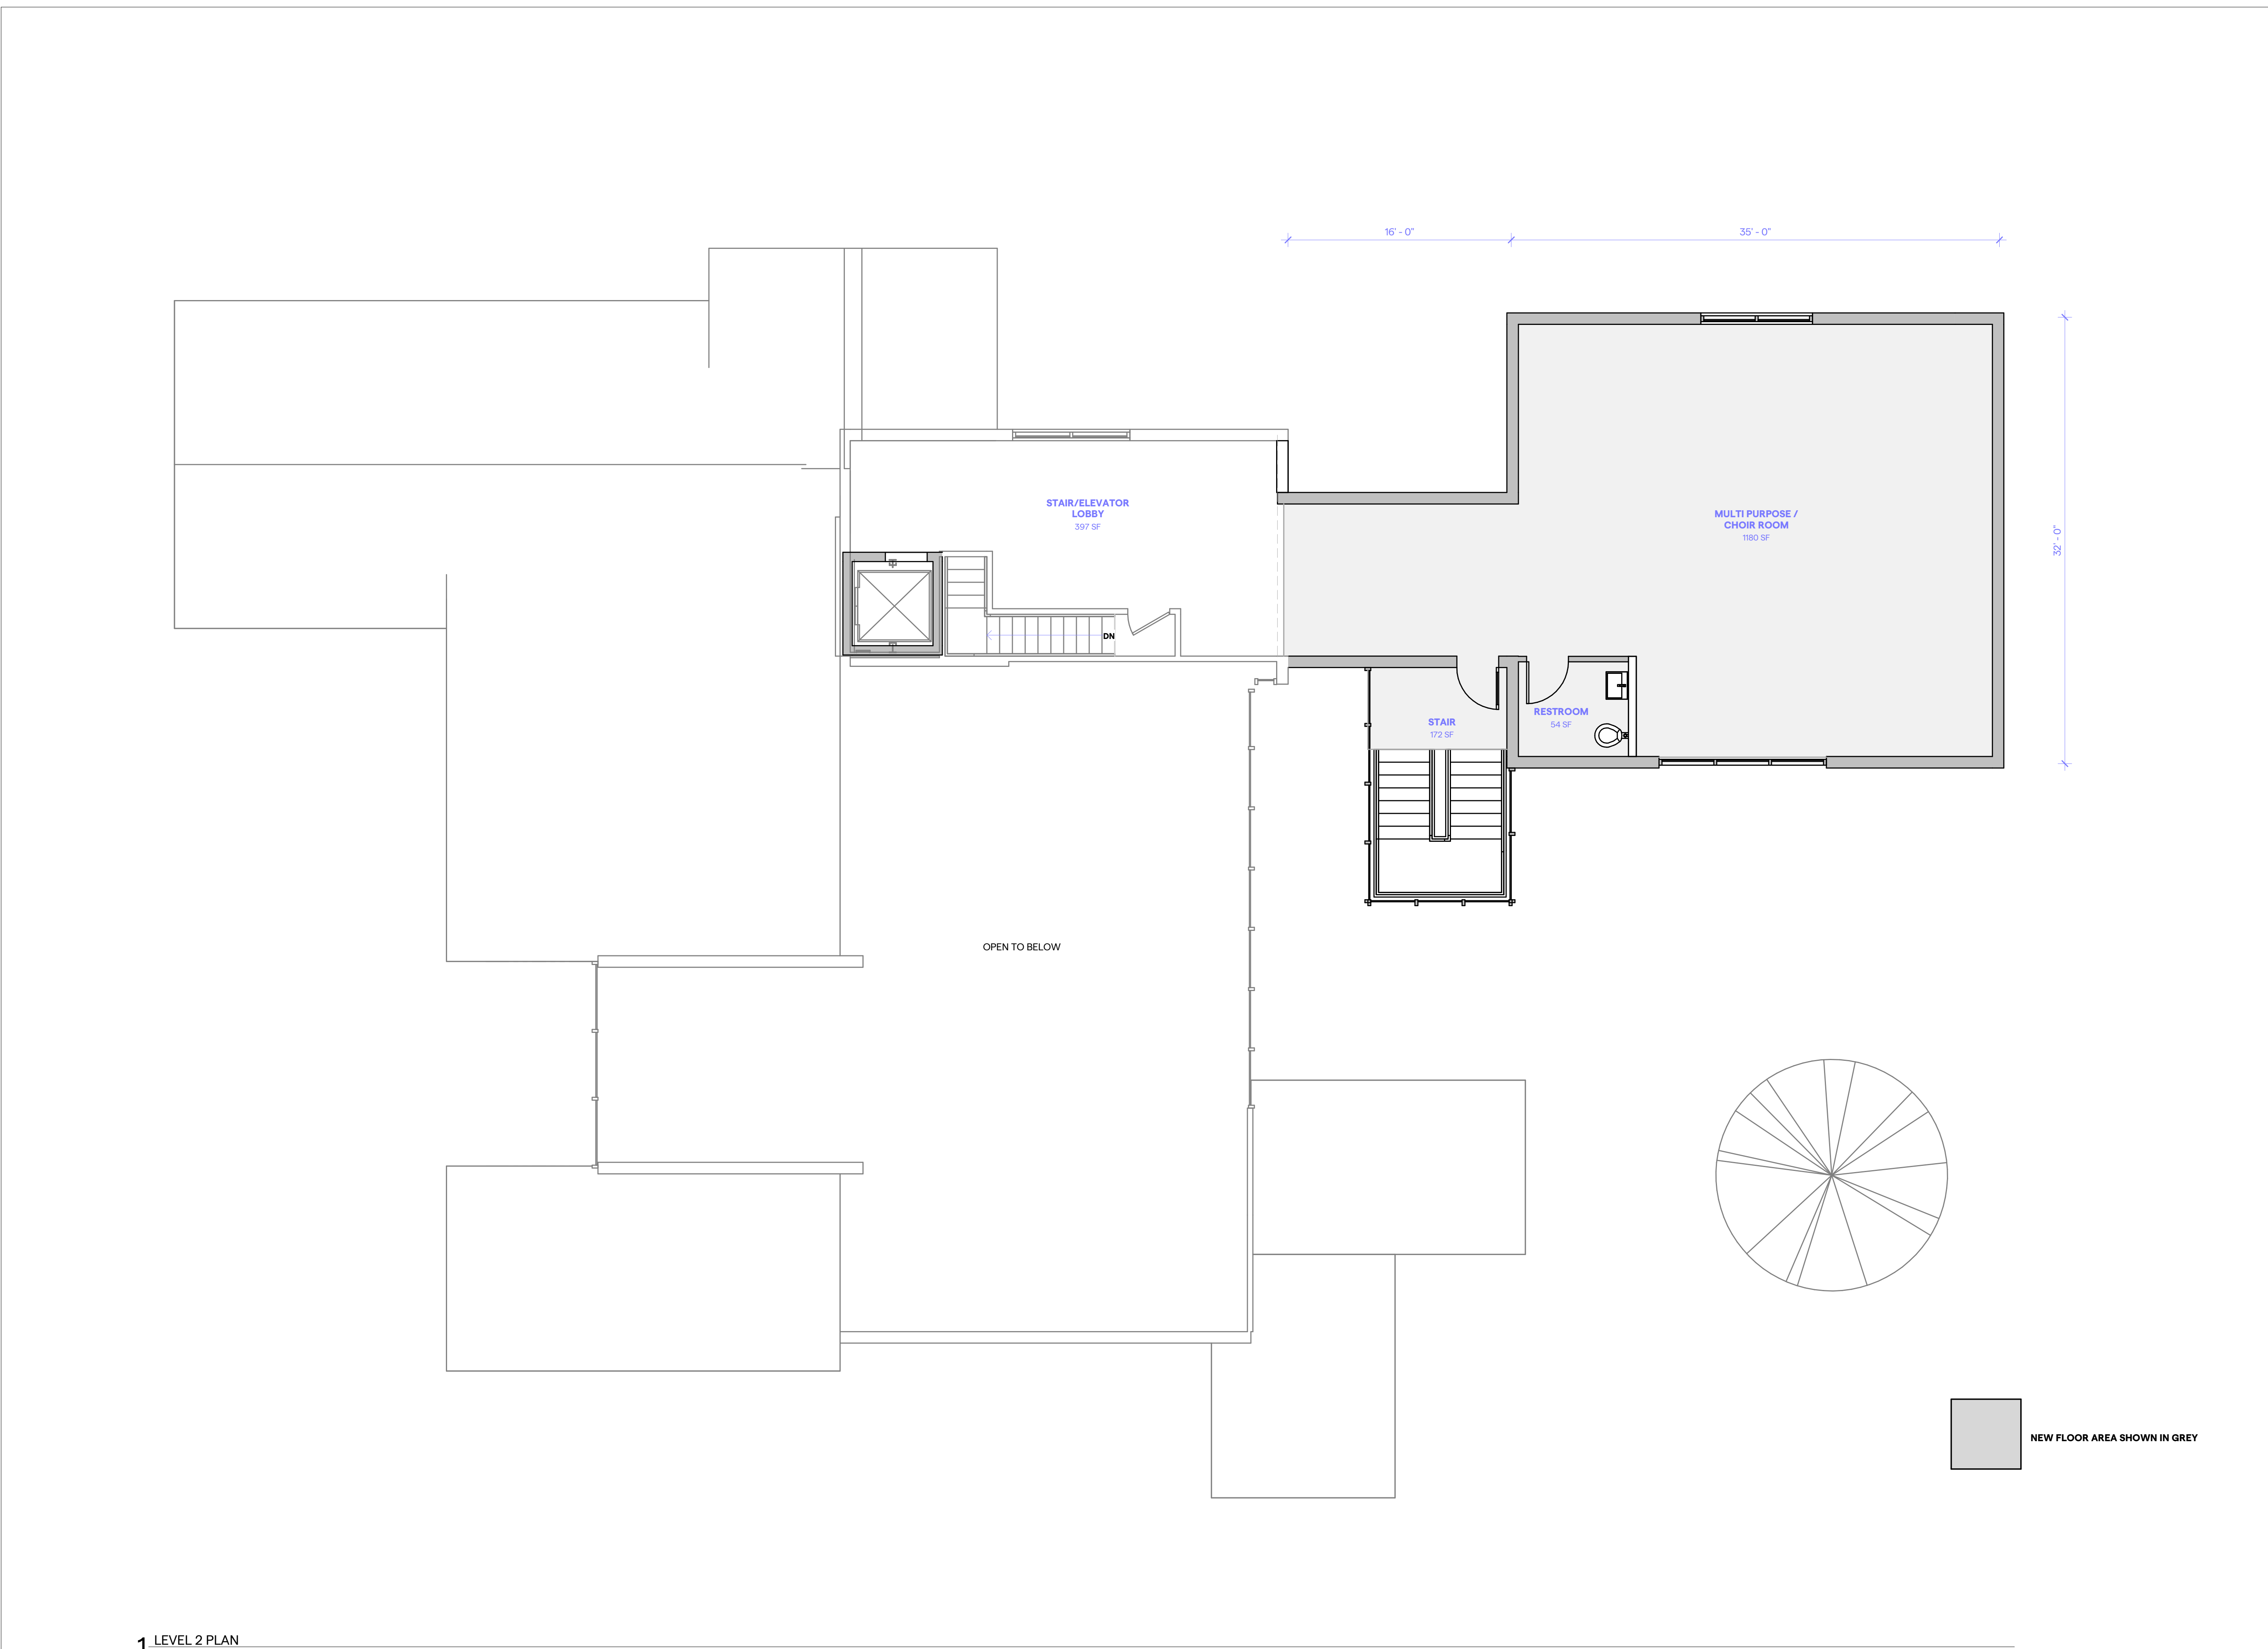 16' - 0"
35' - 0"
STAIR/ELEVATOR
LOBBY
397 SF
MULTI PURPOSE /
CHOIR ROOM
1180 SF
32' - 0"
DN
STAIR
172 SF
RESTROOM
54 SF
OPEN TO BELOW
NEW FLOOR AREA SHOWN IN GREY
1 LEVEL 2 PLAN